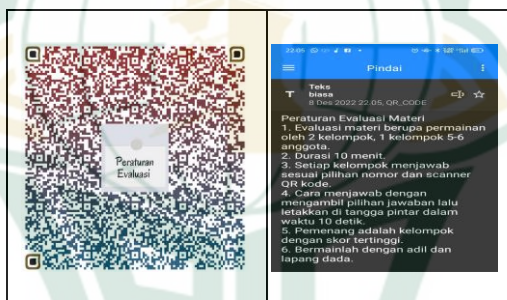 Peraturan
Evaluasi
22.05
Pindai
T
Teks
biasa
8 Des 2022 22.05, QR_CODE
Peraturan Evaluasi Materi
1. Evaluasi materi berupa permainan
oleh 2 kelompok, 1 kelompok 5-6
anggota.
2. Durasi 10 menit.
3. Setiap kelompok menjawab
sesuai pilihan nomor dan scanner
QR kode.
4. Cara menjawab dengan
mengambil pilihan jawaban lalu
letakkan di tangga pintar dalam
waktu 10 detik.
5. Pemenang adalah kelompok
dengan skor tertinggi.
6. Bermainlah dengan adil dan
lapang dada.